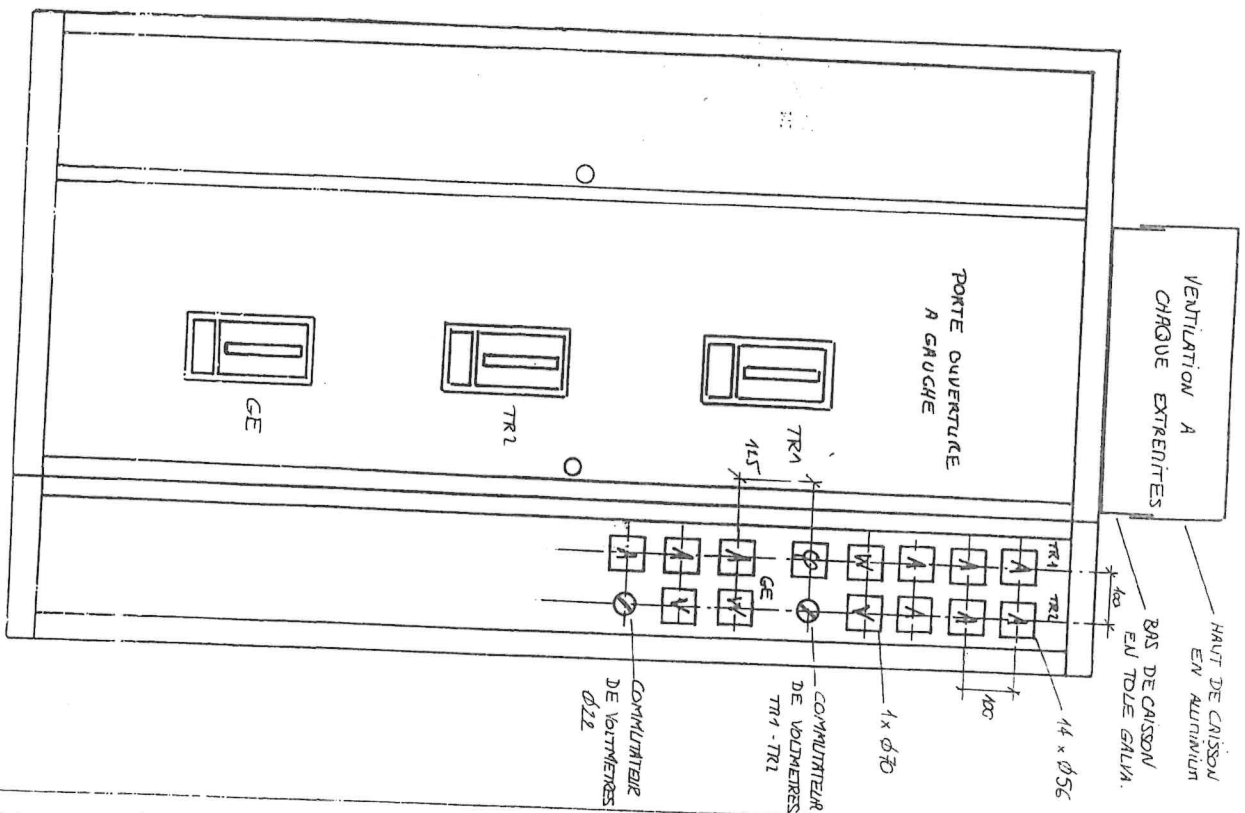 HAUT DE CAISSON
EN ALUMINIUM
BAS DE CAISSON
EN TOLE GALVA.
VENTILATION A
CHAQUE EXTREMITES
PORTE OUVERTURE
A GAUCHE
TR1
TR2
GE
125
TR1
TR2
100
100
14 x Ø56
1 x Ø70
A A
A A
A A
W V
COMMUTATEUR
DE VOLTMETRES
TR1 - TR2
GE
A W
A V
A
COMMUTATEUR
DE VOLTMETRES
Ø22